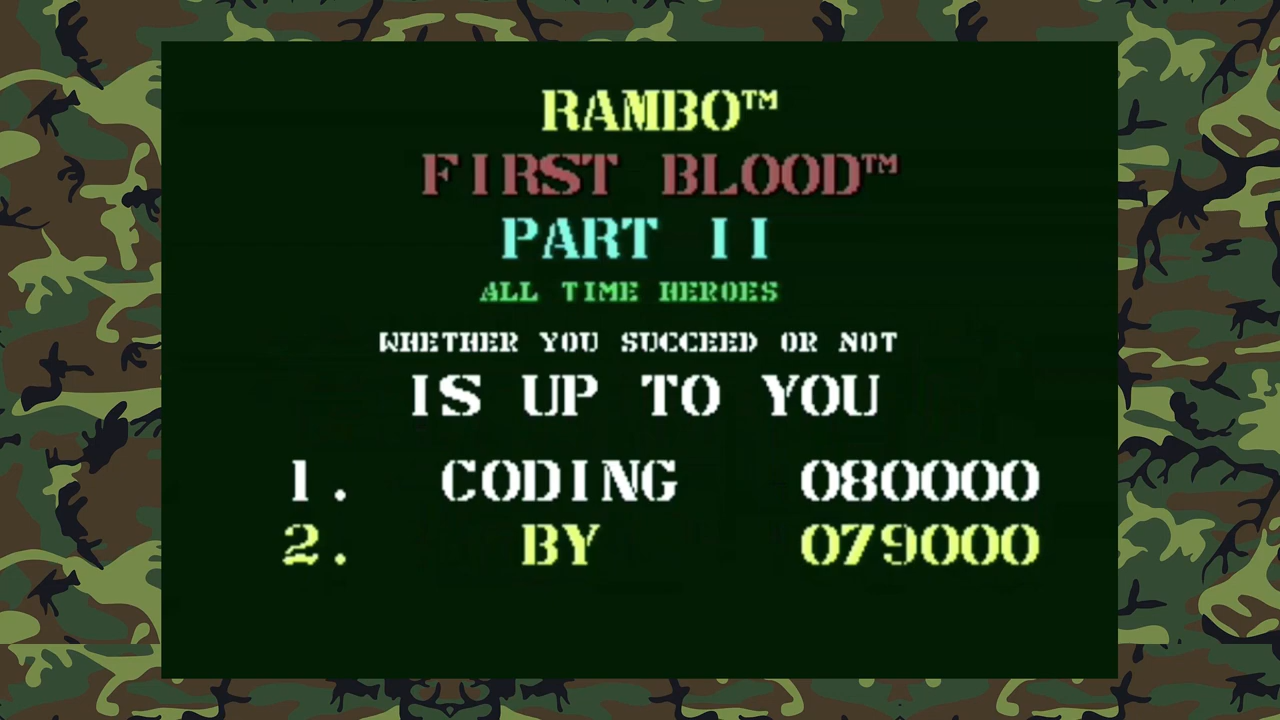 RAMBO™
FIRST BLOOD™
PART II
ALL TIME HEROES
WHETHER YOU SUCCEED OR NOT
IS UP TO YOU
1. CODING 080000
2. BY 079000